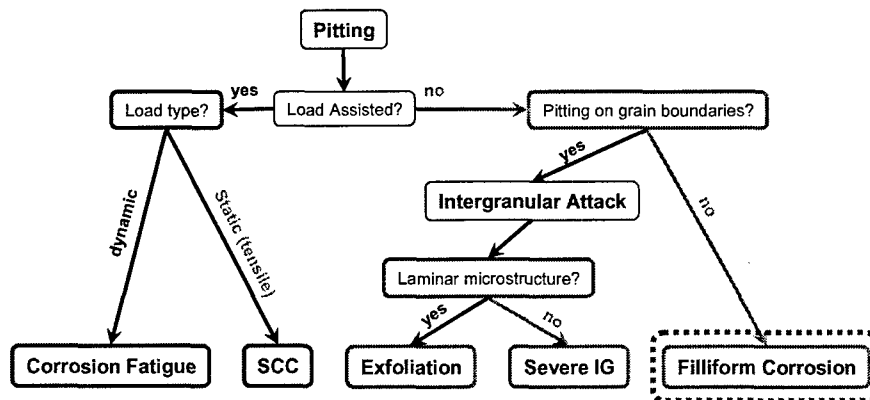 Pitting
yes
no
Load type?
Load Assisted?
Pitting on grain boundaries?
yes
Intergranular Attack
no
dynamic
Static (tensile)
Laminar microstructure?
yes
no
Corrosion Fatigue
SCC
Exfoliation
Severe IG
Filliform Corrosion